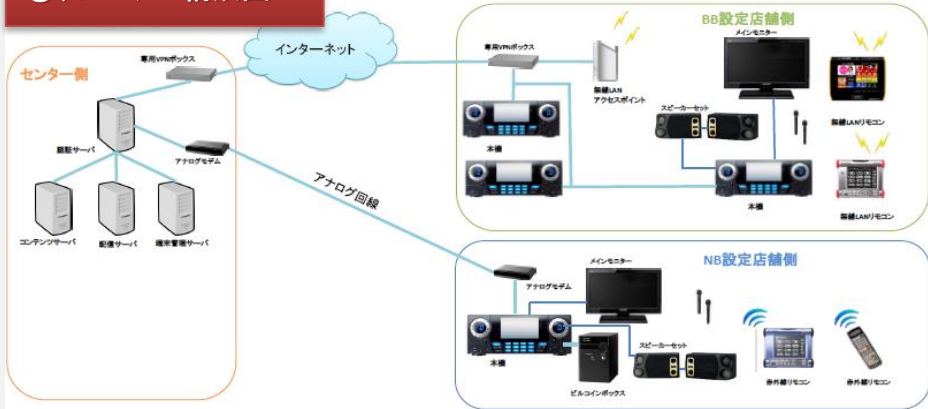 センター側
専用VPNボックス
認証サーバ
アナログモデム
コンテンツサーバ
配信サーバ
端末管理サーバ
インターネット
アナログ回線
BB設定店舗側
専用VPNボックス
無線LAN
アクセスポイント
メインモニター
スピーカーセット
本機
本機
無線LANリモコン
無線LANリモコン
NB設定店舗側
アナログモデム
メインモニター
本機
スピーカーセット
ビルコインボックス
赤外線リモコン
赤外線リモコン